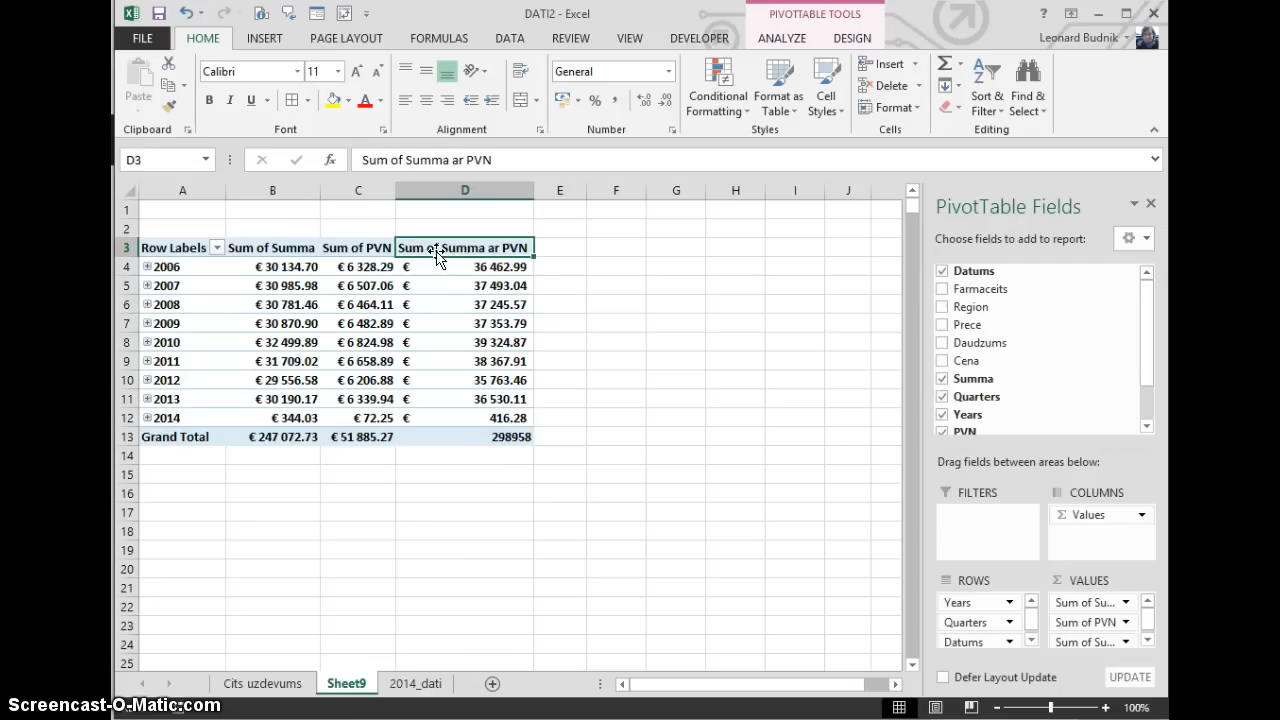 DATI2 - Excel
PIVOTTABLE TOOLS
?
FILE HOME INSERT PAGE LAYOUT FORMULAS DATA REVIEW VIEW DEVELOPER ANALYZE DESIGN Leonard Budnik
Calibri 11 General Insert
Paste B I U A % Conditional Formatting Format as Table Cell Styles Delete Sort & Filter Find & Select
Format
Clipboard Font Alignment Number Styles Cells Editing
D3 fx Sum of Summa ar PVN
A B C D E F G H I J
1
2
3 Row Labels Sum of Summa Sum of PVN Sum of Summa ar PVN
4 2006 € 30 134.70 € 6 328.29 € 36 462.99
5 2007 € 30 985.98 € 6 507.06 € 37 493.04
6 2008 € 30 781.46 € 6 464.11 € 37 245.57
7 2009 € 30 870.90 € 6 482.89 € 37 353.79
8 2010 € 32 499.89 € 6 824.98 € 39 324.87
9 2011 € 31 709.02 € 6 658.89 € 38 367.91
10 2012 € 29 556.58 € 6 206.88 € 35 763.46
11 2013 € 30 190.17 € 6 339.94 € 36 530.11
12 2014 € 344.03 € 72.25 € 416.28
13 Grand Total € 247 072.73 € 51 885.27 298958
14
15
16
17
18
19
20
21
22
23
24
25
PivotTable Fields
Choose fields to add to report:
Datums
Farmaceits
Region
Prece
Daudzums
Cena
Summa
Quarters
Years
PVN
Drag fields between areas below:
FILTERS COLUMNS
Σ Values
ROWS Σ VALUES
Years Sum of Su...
Quarters Sum of PVN
Datums Sum of Su...
Defer Layout Update UPDATE
Cits uzdevums Sheet9 2014_dati
100%
Screencast-O-Matic.com